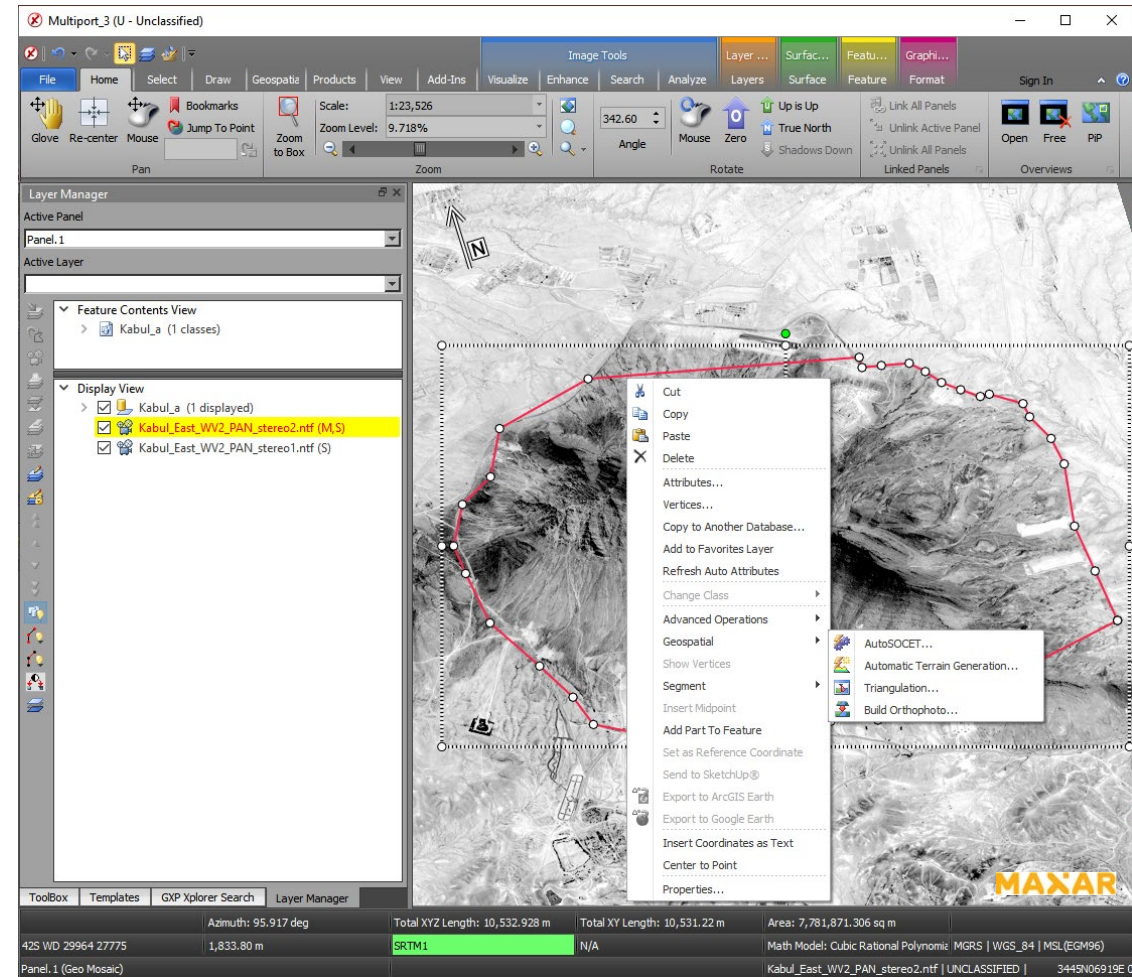 Multiport_3 (U - Unclassified)
Image Tools
Layer ...
Surfac...
Featu...
Graphi...
File
Home
Select
Draw
Geospatia
Products
View
Add-Ins
Visualize
Enhance
Search
Analyze
Layers
Surface
Feature
Format
Sign In
Glove
Re-center
Mouse
Bookmarks
Jump To Point
Pan
Zoom to Box
Scale: 1:23,526
Zoom Level: 9.718%
Zoom
342.60
Angle
Mouse
Zero
Up is Up
True North
Shadows Down
Rotate
Link All Panels
Unlink Active Panel
Unlink All Panels
Linked Panels
Open
Free
PiP
Overviews
Layer Manager
Active Panel
Panel.1
Active Layer
Feature Contents View
Kabul_a (1 classes)
Display View
Kabul_a (1 displayed)
Kabul_East_WV2_PAN_stereo2.ntf (M,S)
Kabul_East_WV2_PAN_stereo1.ntf (S)
N
Cut
Copy
Paste
Delete
Attributes...
Vertices...
Copy to Another Database...
Add to Favorites Layer
Refresh Auto Attributes
Change Class
Advanced Operations
Geospatial
Show Vertices
Segment
Insert Midpoint
Add Part To Feature
Set as Reference Coordinate
Send to SketchUp®
Export to ArcGIS Earth
Export to Google Earth
Insert Coordinates as Text
Center to Point
Properties...
AutoSOCET...
Automatic Terrain Generation...
Triangulation...
Build Orthophoto...
MAXAR
ToolBox
Templates
GXP Xplorer Search
Layer Manager
Azimuth: 95.917 deg
Total XYZ Length: 10,532.928 m
Total XY Length: 10,531.22 m
Area: 7,781,871.306 sq m
42S WD 29964 27775
1,833.80 m
SRTM1
N/A
Math Model: Cubic Rational Polynomia
MGRS | WGS_84 | MSL(EGM96)
Panel.1 (Geo Mosaic)
Kabul_East_WV2_PAN_stereo2.ntf | UNCLASSIFIED |
3445N06919E